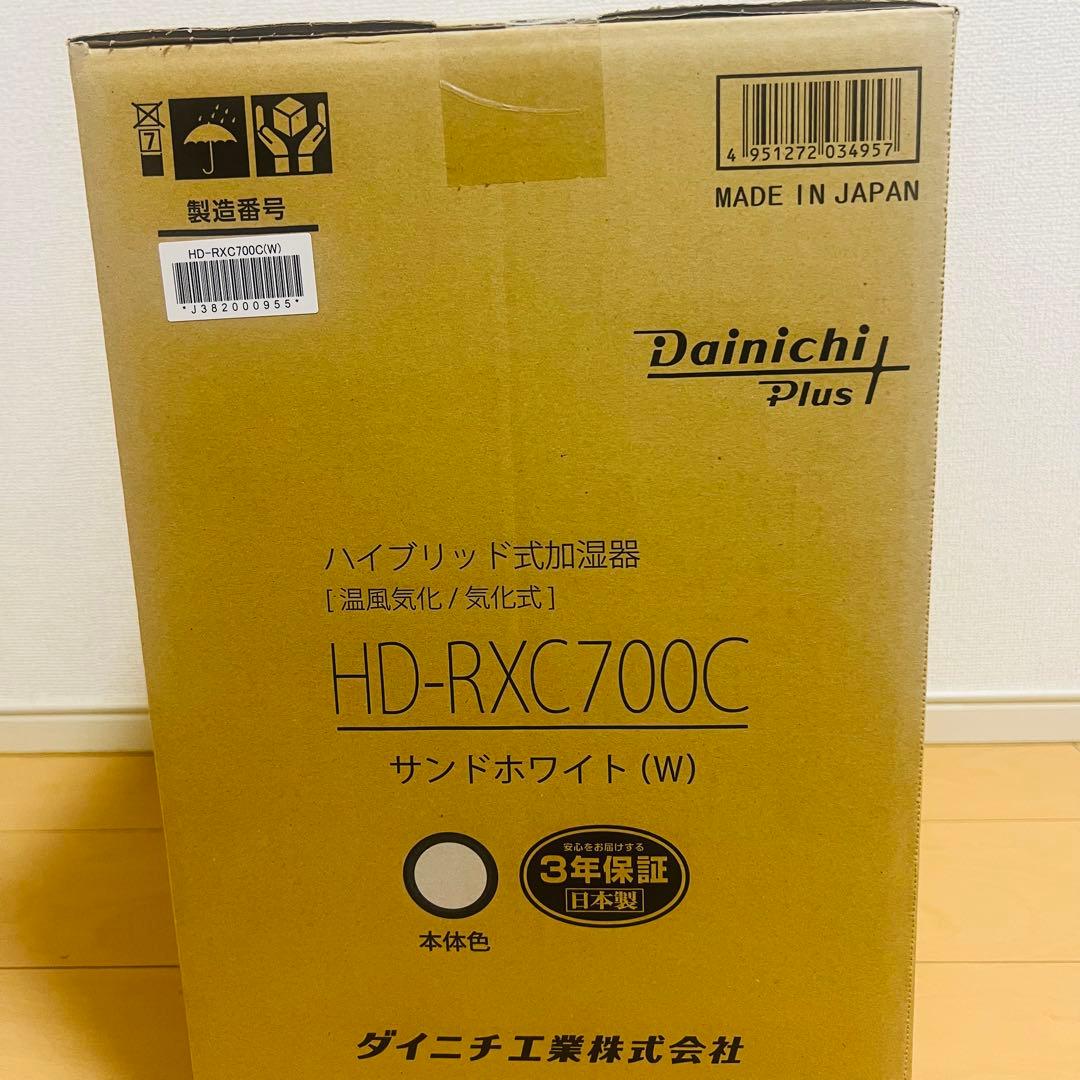 7
製造番号
HD-RXC700C(W)
*J382000955*
4 951272 034957
MADE IN JAPAN
Dainichi
Plus
ハイブリッド式加湿器
[温風気化/気化式]
HD-RXC700C
サンドホワイト(W)
安心をお届けする
3年保証
日本製
本体色
ダイニチ工業株式会社